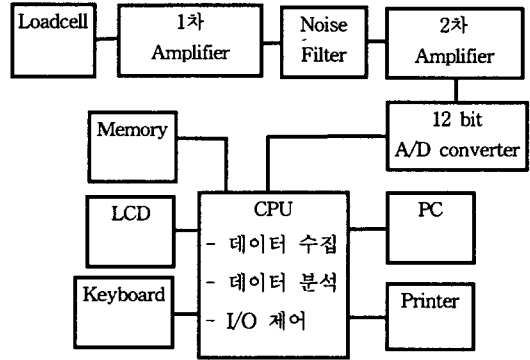 Loadcell
1차
Amplifier
Noise
Filter
2차
Amplifier
12 bit
A/D converter
Memory
LCD
Keyboard
CPU
- 데이터 수집
- 데이터 분석
- I/O 제어
PC
Printer